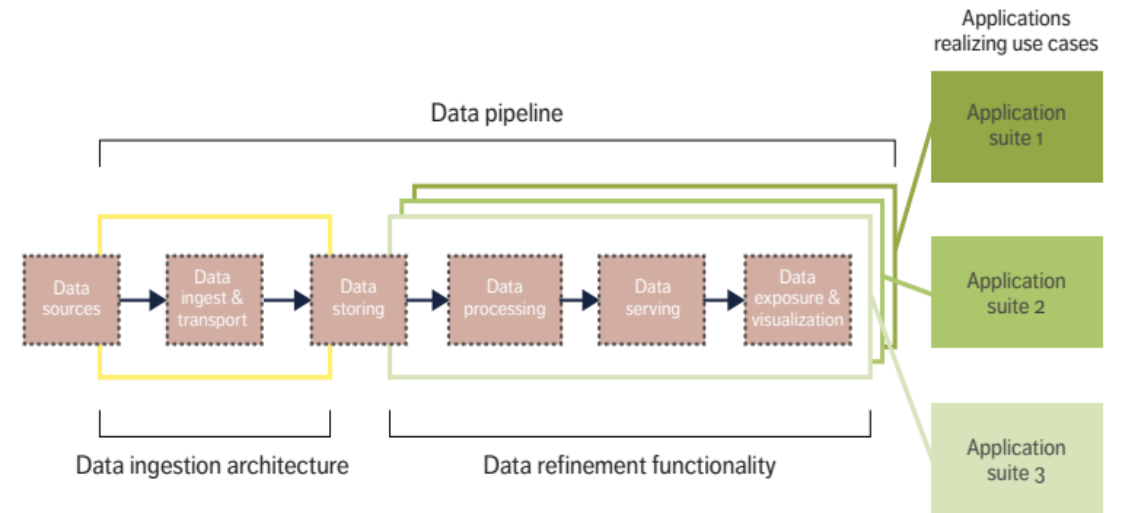 Applications
realizing use cases
Data pipeline
Application
suite 1
Data
sources
Data
ingest &
transport
Data
storing
Data
processing
Data
serving
Data
exposure &
visualization
Application
suite 2
Data ingestion architecture
Data refinement functionality
Application
suite 3